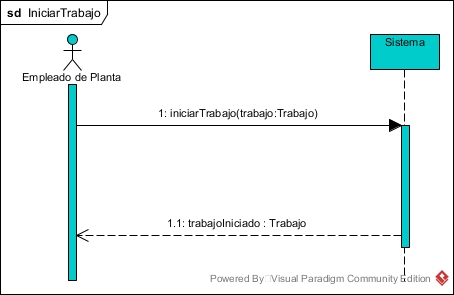 sd IniciarTrabajo
Empleado de Planta
Sistema
1: iniciarTrabajo(trabajo:Trabajo)
1.1: trabajoIniciado : Trabajo
Powered By Visual Paradigm Community Edition